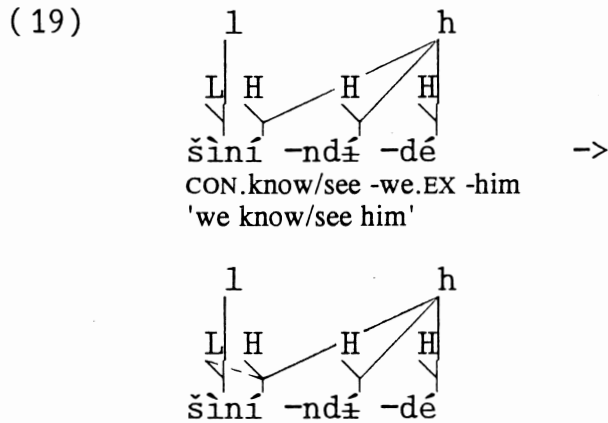 (19)
l h
L H H H
šìní -ndɨ́ -dé ->
CON.know/see -we.EX -him
'we know/see him'
l h
L H H H
šìní -ndɨ́ -dé